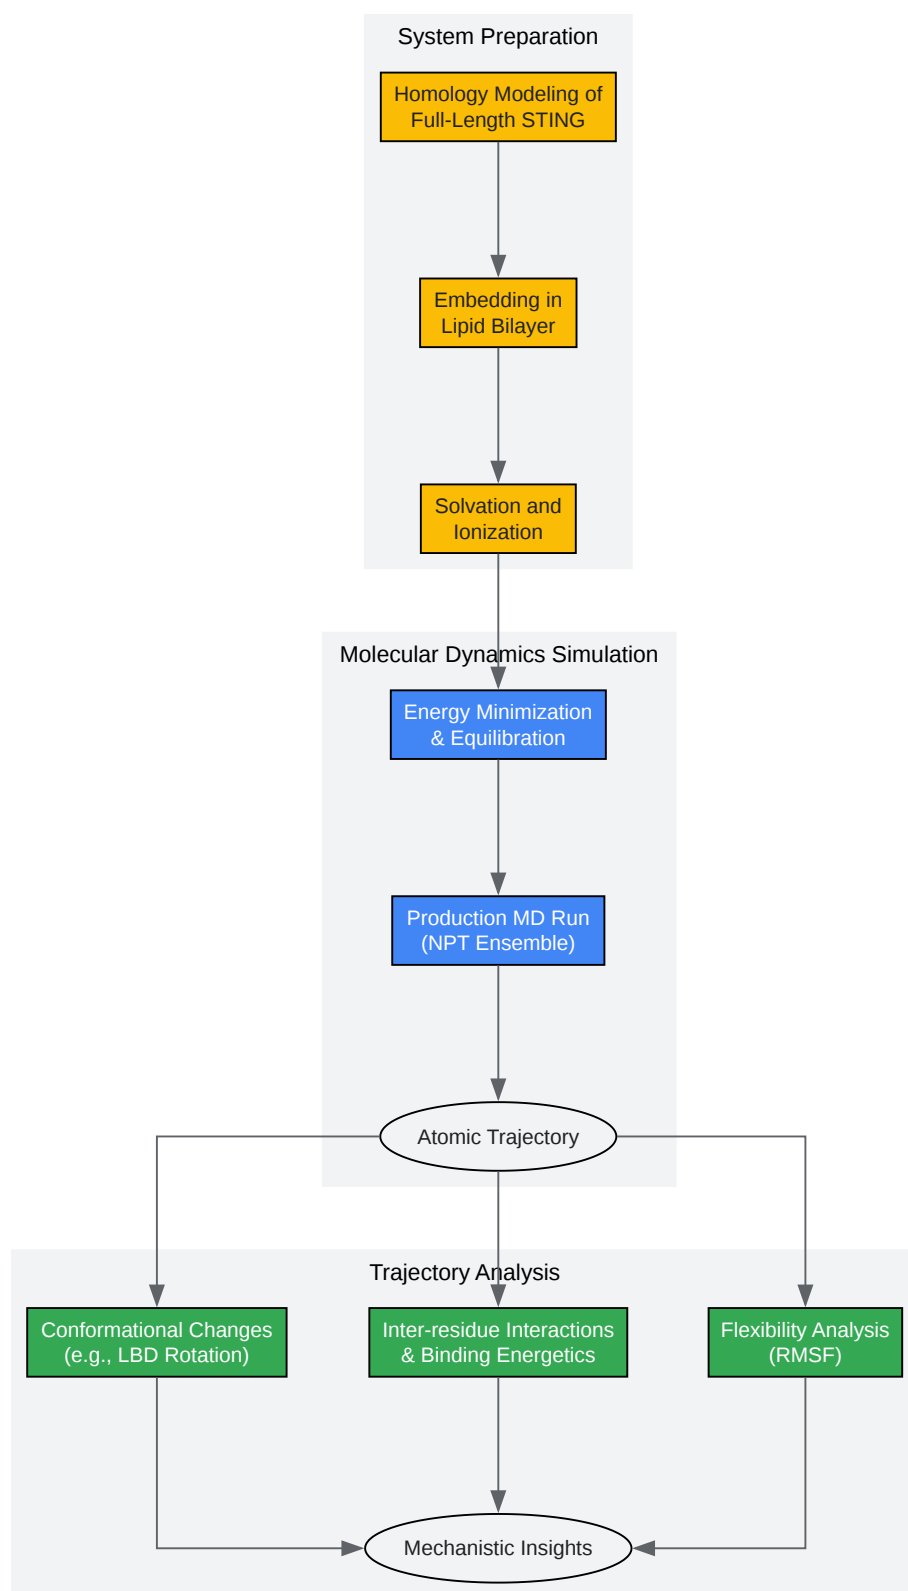 System Preparation
Homology Modeling of
Full-Length STING
Embedding in
Lipid Bilayer
Solvation and
Ionization
Molecular Dynamics Simulation
Energy Minimization
& Equilibration
Production MD Run
(NPT Ensemble)
Atomic Trajectory
Trajectory Analysis
Conformational Changes
(e.g., LBD Rotation)
Inter-residue Interactions
& Binding Energetics
Flexibility Analysis
(RMSF)
Mechanistic Insights